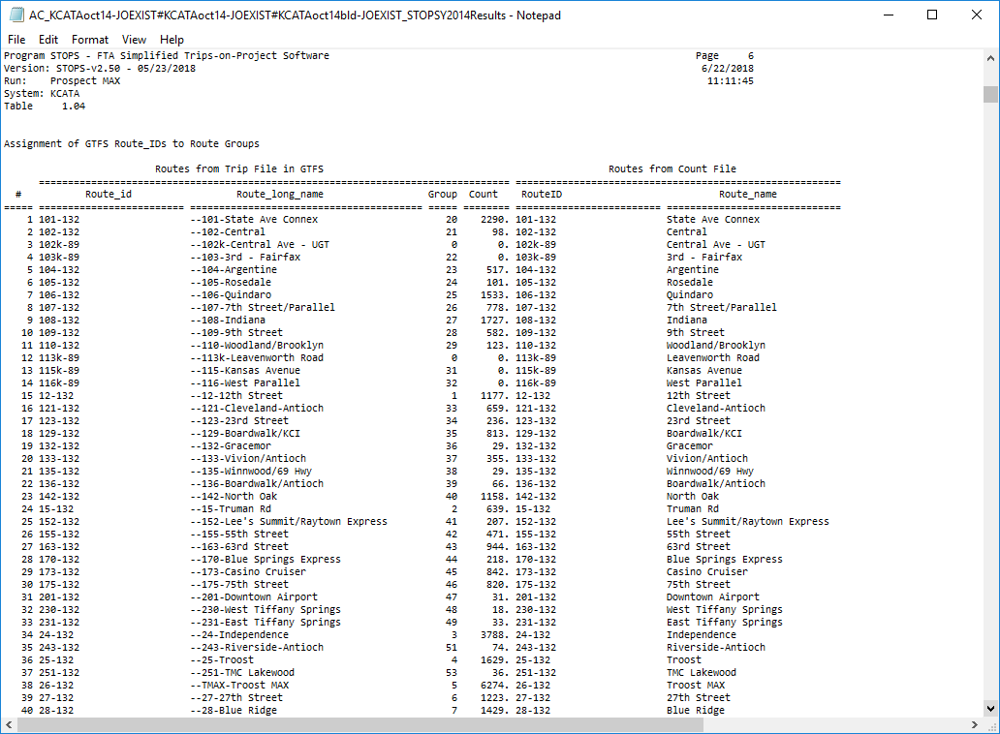 AC_KCATAoct14-JOEXIST#KCATAoct14-JOEXIST#KCATAoct14bld-JOEXIST_STOPSY2014Results - Notepad
File Edit Format View Help
Program STOPS - FTA Simplified Trips-on-Project Software Page 6
Version: STOPS-v2.50 - 05/23/2018 6/22/2018
Run: Prospect MAX 11:11:45
System: KCATA
Table 1.04
Assignment of GTFS Route_IDs to Route Groups
Routes from Trip File in GTFS Routes from Count File
# Route_id Route_long_name Group Count RouteID Route_name
1 101-132 --101-State Ave Connex 20 2290. 101-132 State Ave Connex
2 102-132 --102-Central 21 98. 102-132 Central
3 102k-89 --102k-Central Ave - UGT 0 0. 102k-89 Central Ave - UGT
4 103k-89 --103-3rd - Fairfax 22 0. 103k-89 3rd - Fairfax
5 104-132 --104-Argentine 23 517. 104-132 Argentine
6 105-132 --105-Rosedale 24 101. 105-132 Rosedale
7 106-132 --106-Quindaro 25 1533. 106-132 Quindaro
8 107-132 --107-7th Street/Parallel 26 778. 107-132 7th Street/Parallel
9 108-132 --108-Indiana 27 1727. 108-132 Indiana
10 109-132 --109-9th Street 28 582. 109-132 9th Street
11 110-132 --110-Woodland/Brooklyn 29 123. 110-132 Woodland/Brooklyn
12 113k-89 --113k-Leavenworth Road 0 0. 113k-89 Leavenworth Road
13 115k-89 --115-Kansas Avenue 31 0. 115k-89 Kansas Avenue
14 116k-89 --116-West Parallel 32 0. 116k-89 West Parallel
15 12-132 --12-12th Street 1 1177. 12-132 12th Street
16 121-132 --121-Cleveland-Antioch 33 659. 121-132 Cleveland-Antioch
17 123-132 --123-23rd Street 34 236. 123-132 23rd Street
18 129-132 --129-Boardwalk/KCI 35 813. 129-132 Boardwalk/KCI
19 132-132 --132-Gracemor 36 29. 132-132 Gracemor
20 133-132 --133-Vivion/Antioch 37 355. 133-132 Vivion/Antioch
21 135-132 --135-Winnwood/69 Hwy 38 29. 135-132 Winnwood/69 Hwy
22 136-132 --136-Boardwalk/Antioch 39 66. 136-132 Boardwalk/Antioch
23 142-132 --142-North Oak 40 1158. 142-132 North Oak
24 15-132 --15-Truman Rd 2 639. 15-132 Truman Rd
25 152-132 --152-Lee's Summit/Raytown Express 41 207. 152-132 Lee's Summit/Raytown Express
26 155-132 --155-55th Street 42 471. 155-132 55th Street
27 163-132 --163-63rd Street 43 944. 163-132 63rd Street
28 170-132 --170-Blue Springs Express 44 218. 170-132 Blue Springs Express
29 173-132 --173-Casino Cruiser 45 842. 173-132 Casino Cruiser
30 175-132 --175-75th Street 46 820. 175-132 75th Street
31 201-132 --201-Downtown Airport 47 31. 201-132 Downtown Airport
32 230-132 --230-West Tiffany Springs 48 18. 230-132 West Tiffany Springs
33 231-132 --231-East Tiffany Springs 49 33. 231-132 East Tiffany Springs
34 24-132 --24-Independence 3 3788. 24-132 Independence
35 243-132 --243-Riverside-Antioch 51 74. 243-132 Riverside-Antioch
36 25-132 --25-Troost 4 1629. 25-132 Troost
37 251-132 --251-TMC Lakewood 53 36. 251-132 TMC Lakewood
38 26-132 --TMAX-Troost MAX 5 6274. 26-132 Troost MAX
39 27-132 --27-27th Street 6 1223. 27-132 27th Street
40 28-132 --28-Blue Ridge 7 1429. 28-132 Blue Ridge